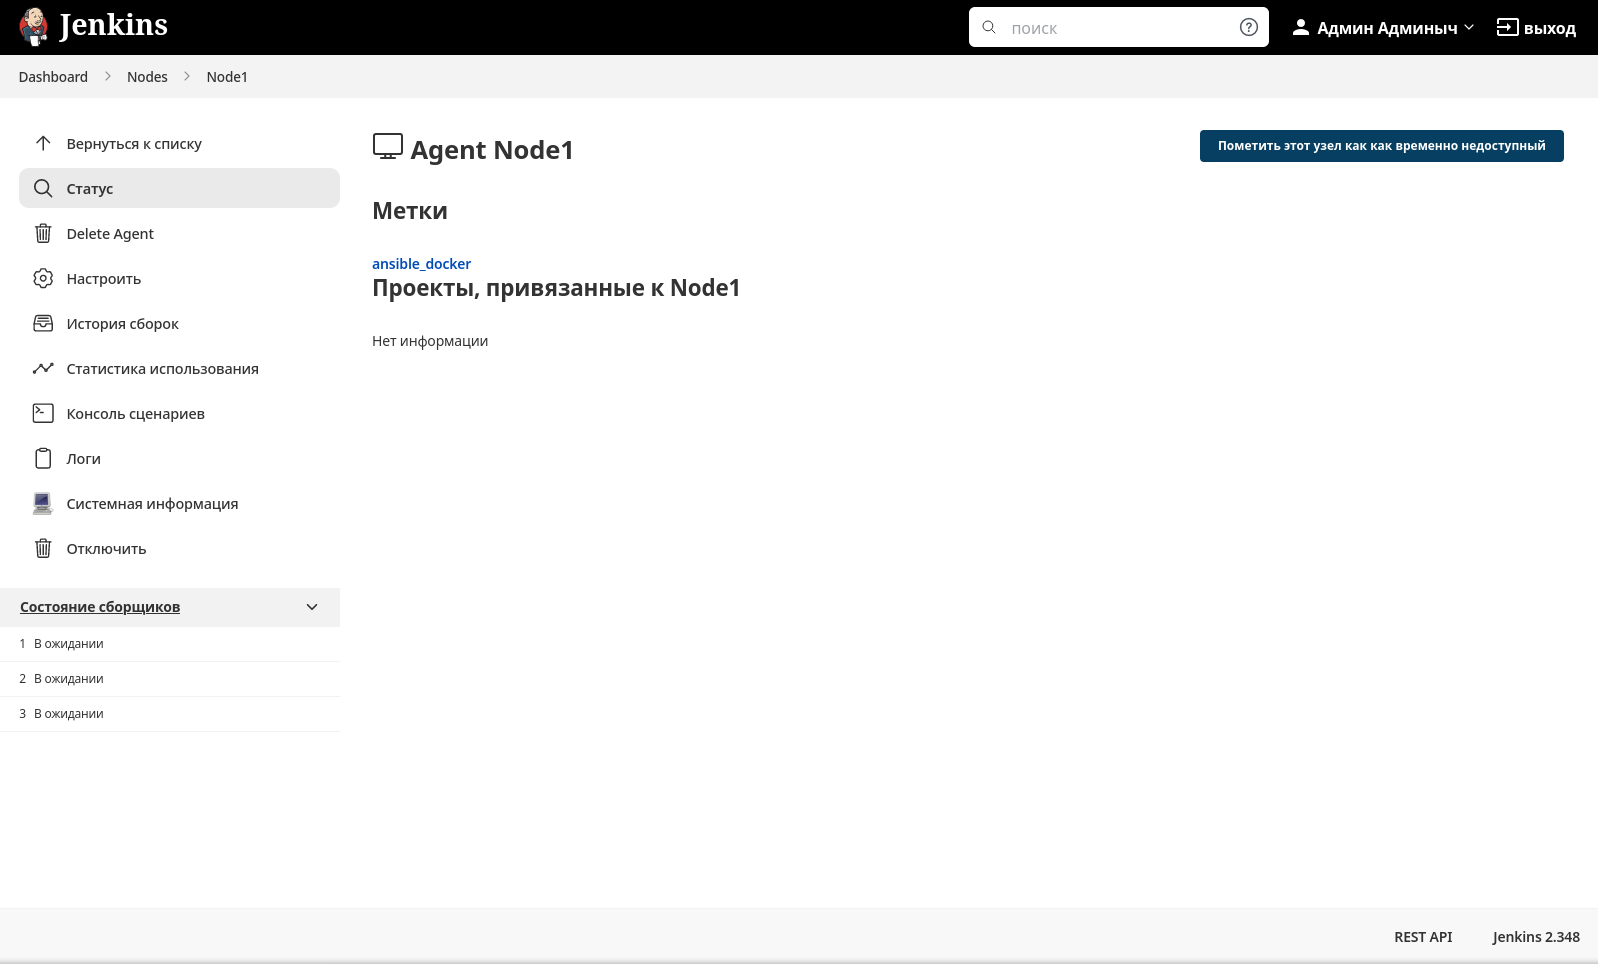 Jenkins
поиск
Админ Админыч
выход
Dashboard
Nodes
Node1
Вернуться к списку
Статус
Delete Agent
Настроить
История сборок
Статистика использования
Консоль сценариев
Логи
Системная информация
Отключить
Состояние сборщиков
1 В ожидании
2 В ожидании
3 В ожидании
Agent Node1
Пометить этот узел как как временно недоступный
Метки
ansible_docker
Проекты, привязанные к Node1
Нет информации
REST API
Jenkins 2.348